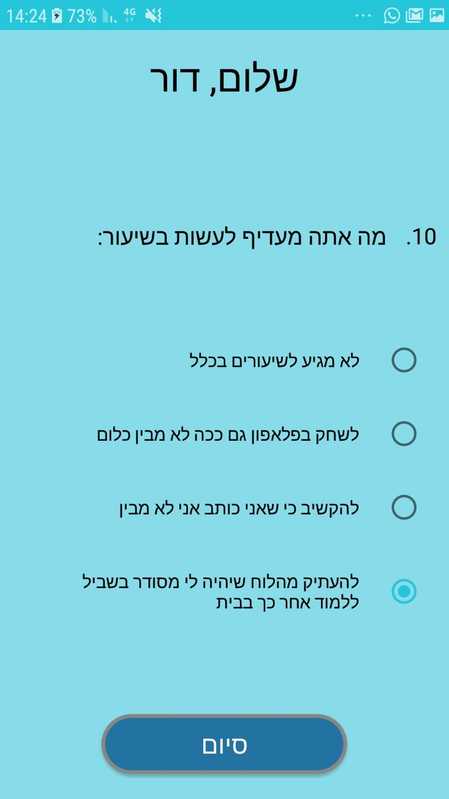 14:24 73% 4G
שלום, דור
10. מה אתה מעדיף לעשות בשיעור:
לא מגיע לשיעורים בכלל
לשחק בפלאפון גם ככה לא מבין כלום
להקשיב כי שאני כותב אני לא מבין
להעתיק מהלוח שיהיה לי מסודר בשביל
ללמוד אחר כך בבית
סיום